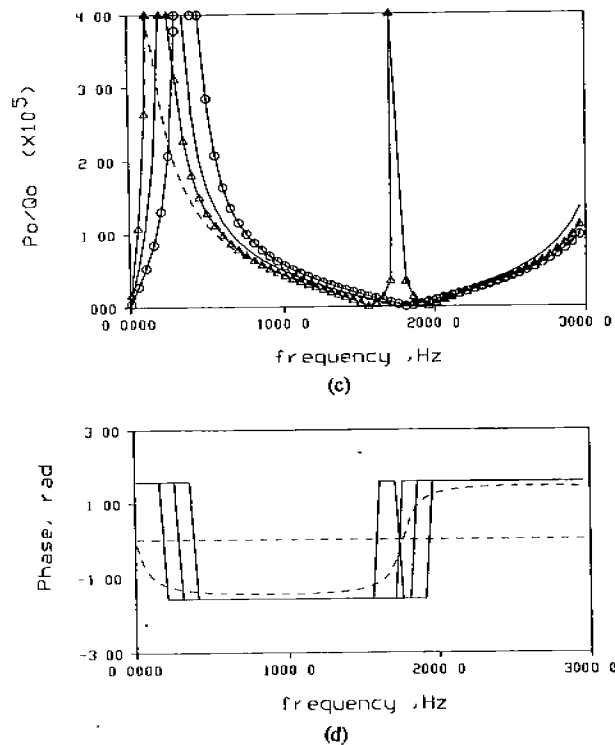 4 00
3 00
2 00
1 00
000
Po/Qo (X10^5)
0 0000
1000 0
2000 0
3000 0
frequency ,Hz
(c)
3 00
1 00
-1 00
-3 00
Phase, rad
0 0000
1000 0
2000 0
3000 0
frequency ,Hz
(d)